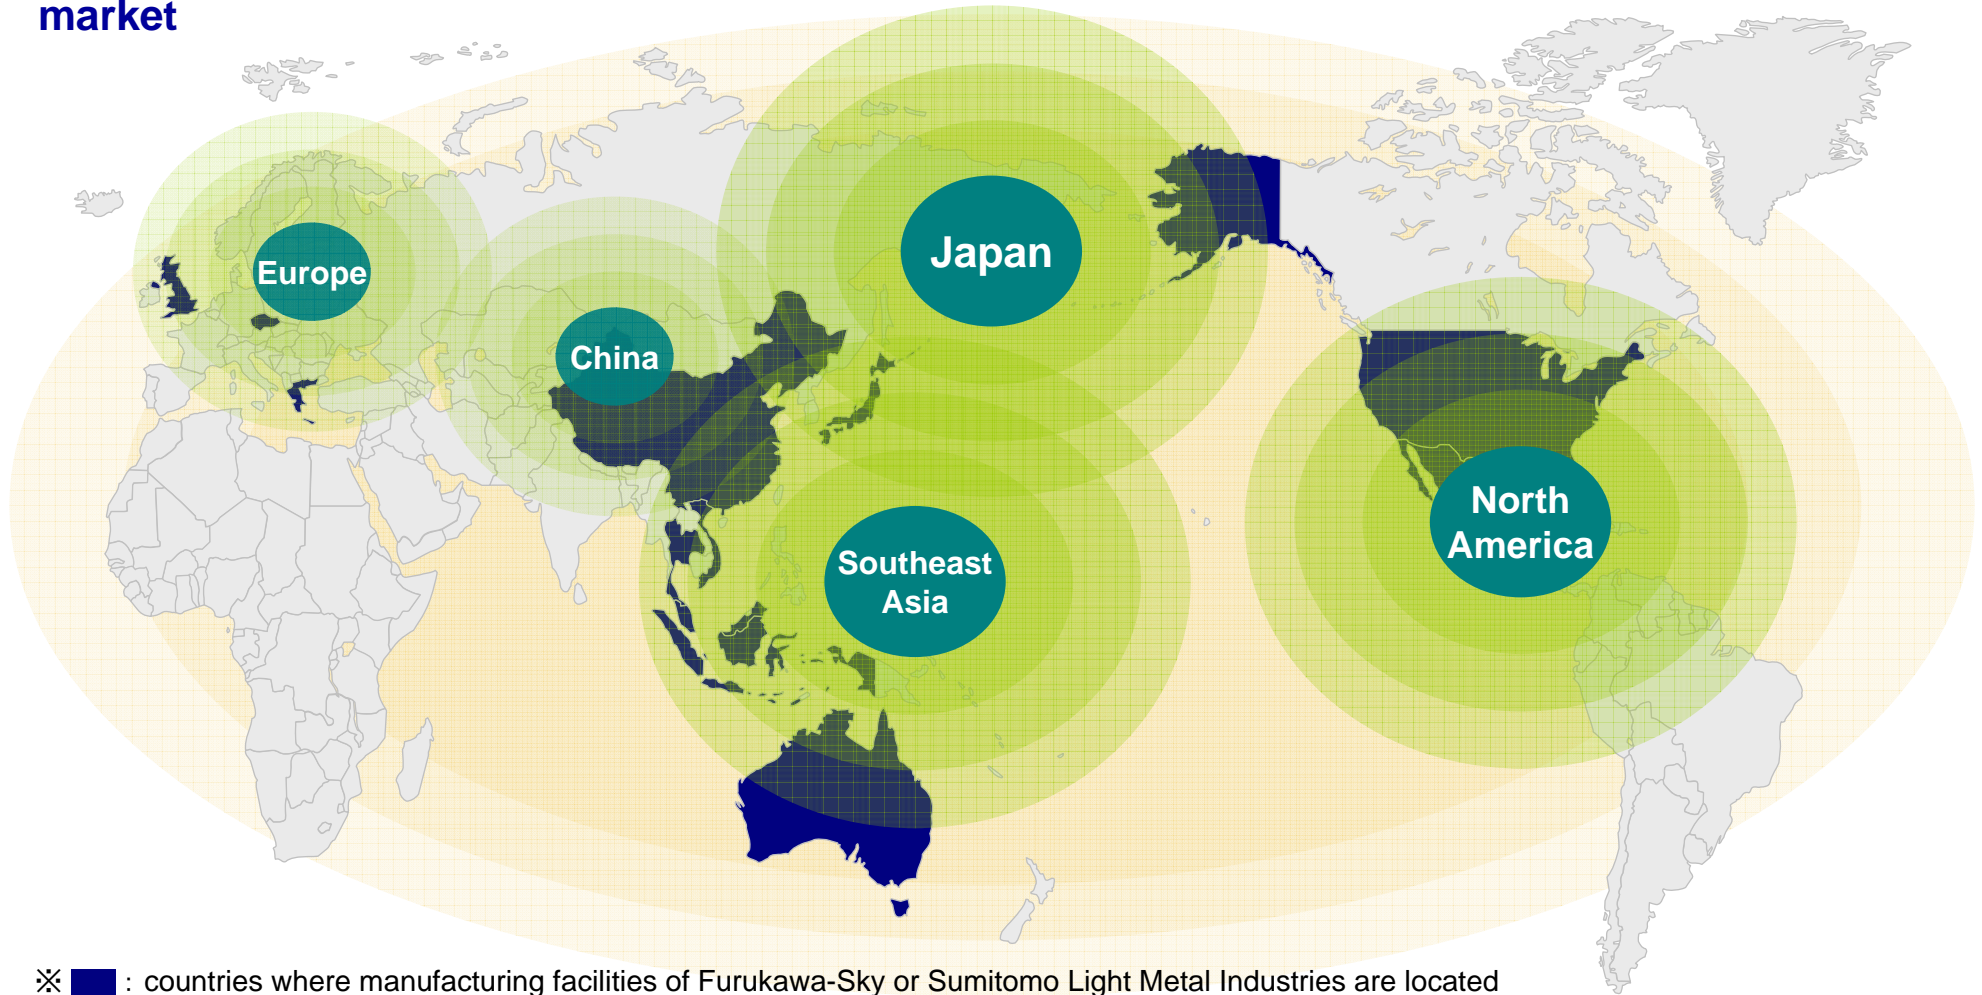 market
Japan
Europe
China
North
America
Southeast
Asia
※ : countries where manufacturing facilities of Furukawa-Sky or Sumitomo Light Metal Industries are located